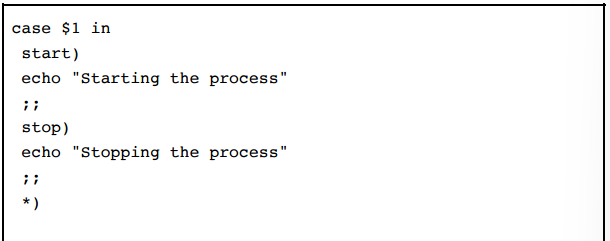 case $1 in
start)
echo "Starting the process"
;;
stop)
echo "Stopping the process"
;;
*)